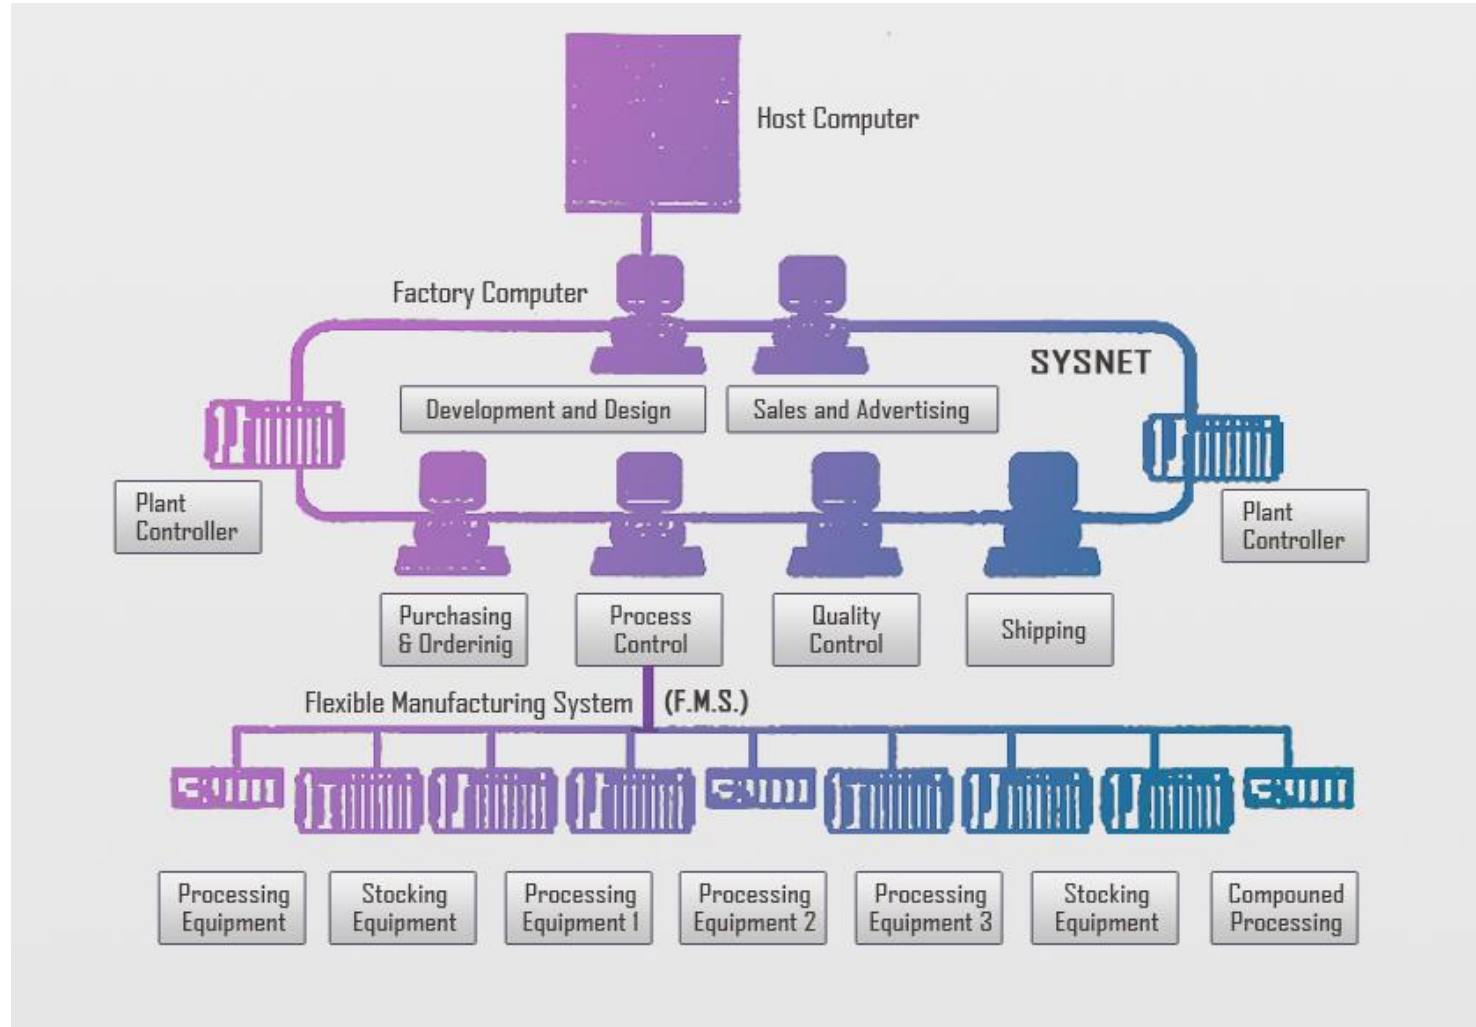 Host Computer
Factory Computer
SYSNET
Development and Design
Sales and Advertising
Plant
Controller
Plant
Controller
Purchasing
& Orderinig
Process
Control
Quality
Control
Shipping
Flexible Manufacturing System (F.M.S.)
Processing
Equipment
Stocking
Equipment
Processing
Equipment 1
Processing
Equipment 2
Processing
Equipment 3
Stocking
Equipment
Compouned
Processing